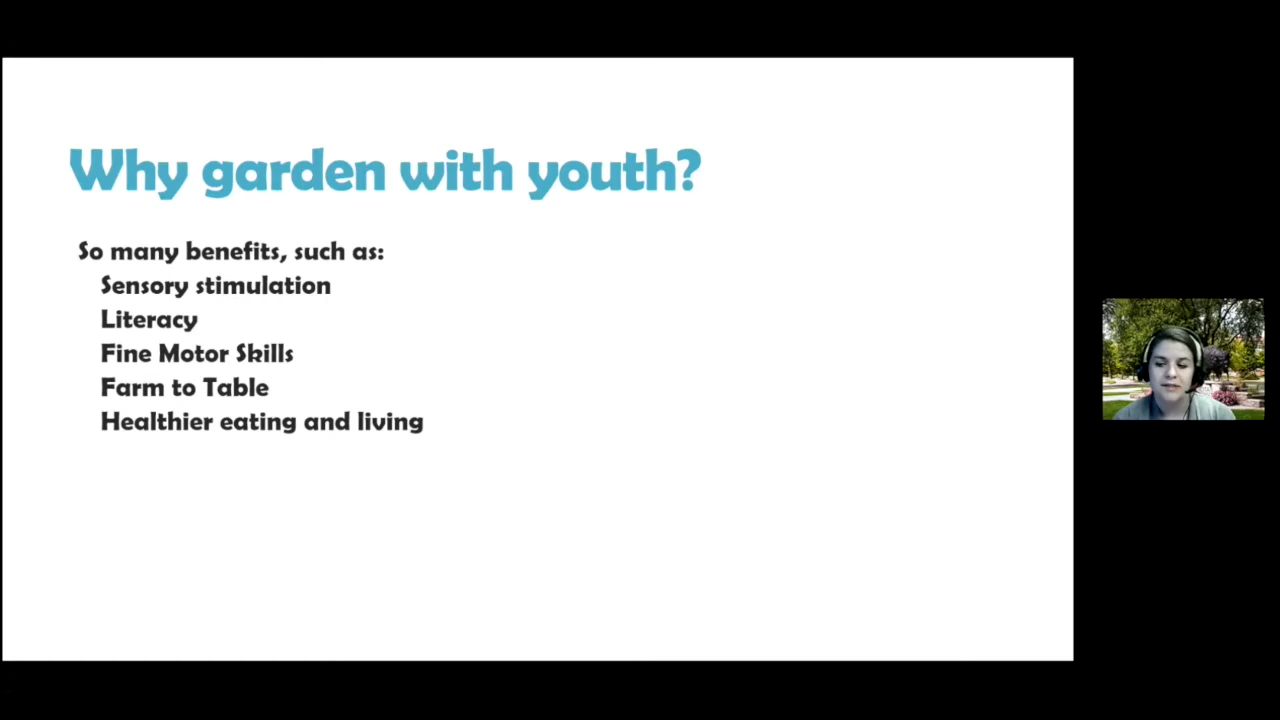 Why garden with youth?
So many benefits, such as:
Sensory stimulation
Literacy
Fine Motor Skills
Farm to Table
Healthier eating and living